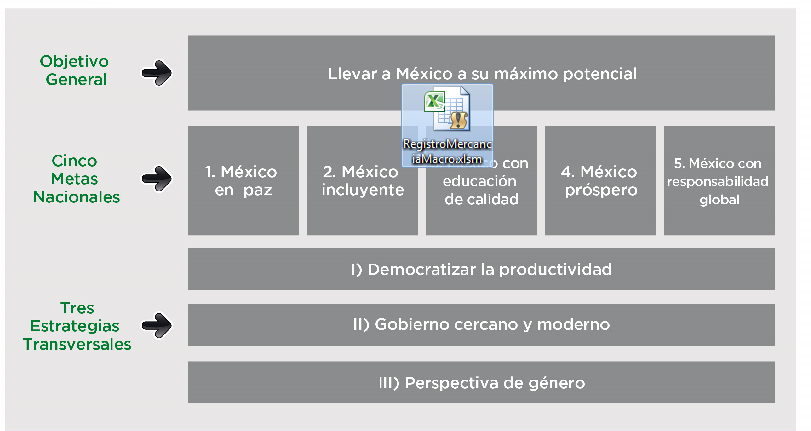 Objetivo
General
Llevar a México a su máximo potencial
RegistroMercanc
iaMacro.xlsm
Cinco
Metas
Nacionales
1. México
en paz
2. México
incluyente
con
educación
de calidad
4. México
próspero
5. México con
responsabilidad
global
I) Democratizar la productividad
Tres
Estrategias
Transversales
II) Gobierno cercano y moderno
III) Perspectiva de género